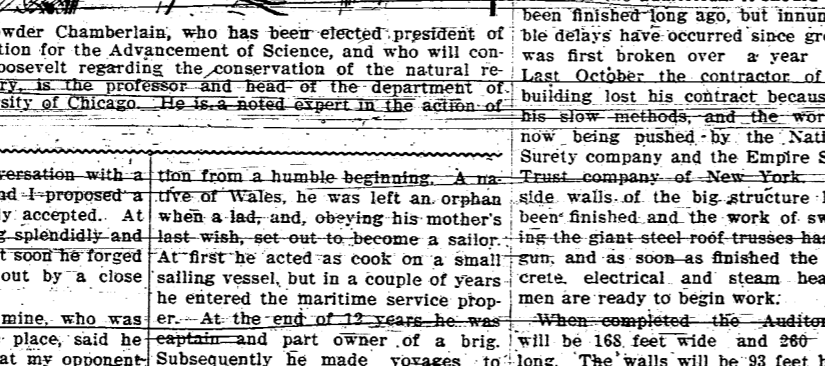 wder Chamberlain, who has been elected president of
tion for the Advancement of Science, and who will con-
oosevelt regarding the conservation of the natural re-
ry, is the professor and head of the department of
sity of Chicago. He is a noted expert in the action of
versation with a
nd I proposed a
ly accepted. At
g splendidly and
t soon he forged
out by a close
mine, who was
place, said he
at my opponent
tion from a humble beginning. A na-
tive of Wales, he was left an orphan
when a lad, and, obeying his mother's
last wish, set out to become a sailor.
At first he acted as cook on a small
sailing vessel, but in a couple of years
he entered the maritime service prop-
er. At the end of 12 years he was
captain and part owner of a brig.
Subsequently he made voyages to
been finished long ago, but innum
ble delays have occurred since gr
was first broken over a year
Last October the contractor of
building lost his contract becaus
his slow methods, and the wor
now being pushed by the Nati
Surety company and the Empire S
Trust company of New York.
side walls of the big structure
been finished and the work of sw
ing the giant steel roof trusses has
gun, and as soon as finished the
crete, electrical and steam hea
men are ready to begin work.
When completed the Auditor
will be 168 feet wide and 260
long. The walls will be 93 feet h